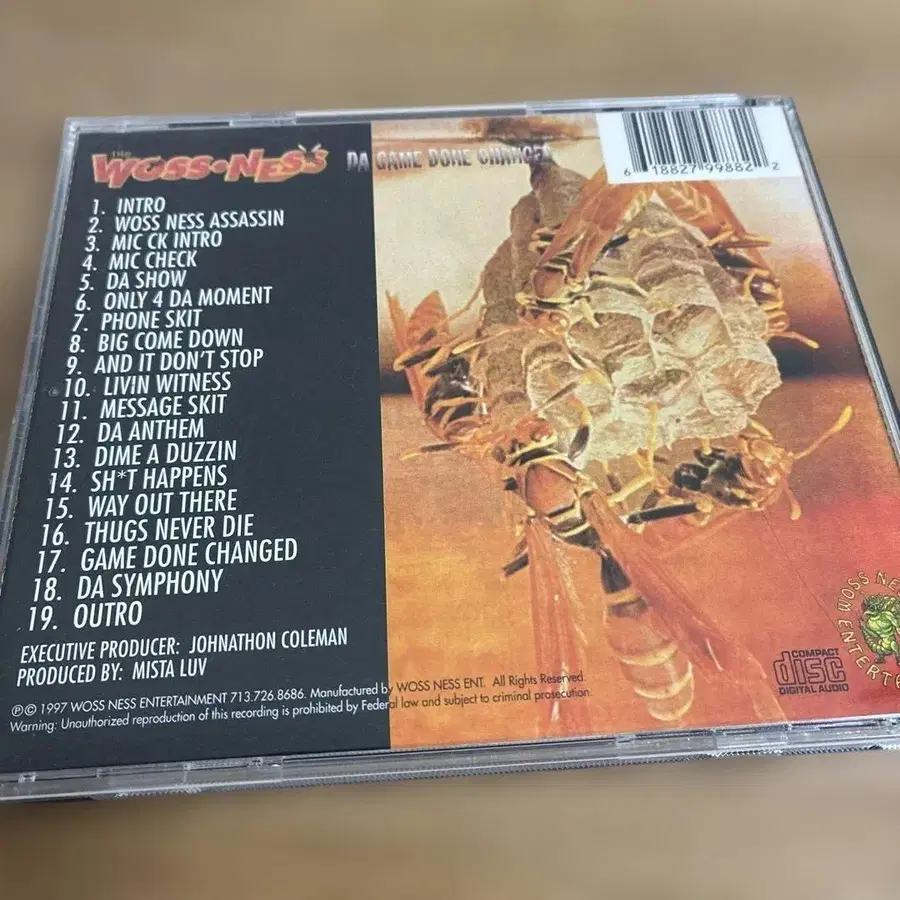 THE
WOSS•NESS
DA GAME DONE CHANGED
6 18827 99882 2
1. INTRO
2. WOSS NESS ASSASSIN
3. MIC CK INTRO
4. MIC CHECK
5. DA SHOW
6. ONLY 4 DA MOMENT
7. PHONE SKIT
8. BIG COME DOWN
9. AND IT DON'T STOP
10. LIVIN WITNESS
11. MESSAGE SKIT
12. DA ANTHEM
13. DIME A DUZZIN
14. SH*T HAPPENS
15. WAY OUT THERE
16. THUGS NEVER DIE
17. GAME DONE CHANGED
18. DA SYMPHONY
19. OUTRO
EXECUTIVE PRODUCER: JOHNATHON COLEMAN
PRODUCED BY: MISTA LUV
℗© 1997 WOSS NESS ENTERTAINMENT 713.726.8686. Manufactured by WOSS NESS ENT. All Rights Reserved.
Warning: Unauthorized reproduction of this recording is prohibited by Federal law and subject to criminal prosecution.
COMPACT
disc
DIGITAL AUDIO
WOSS NE
ENTERTA